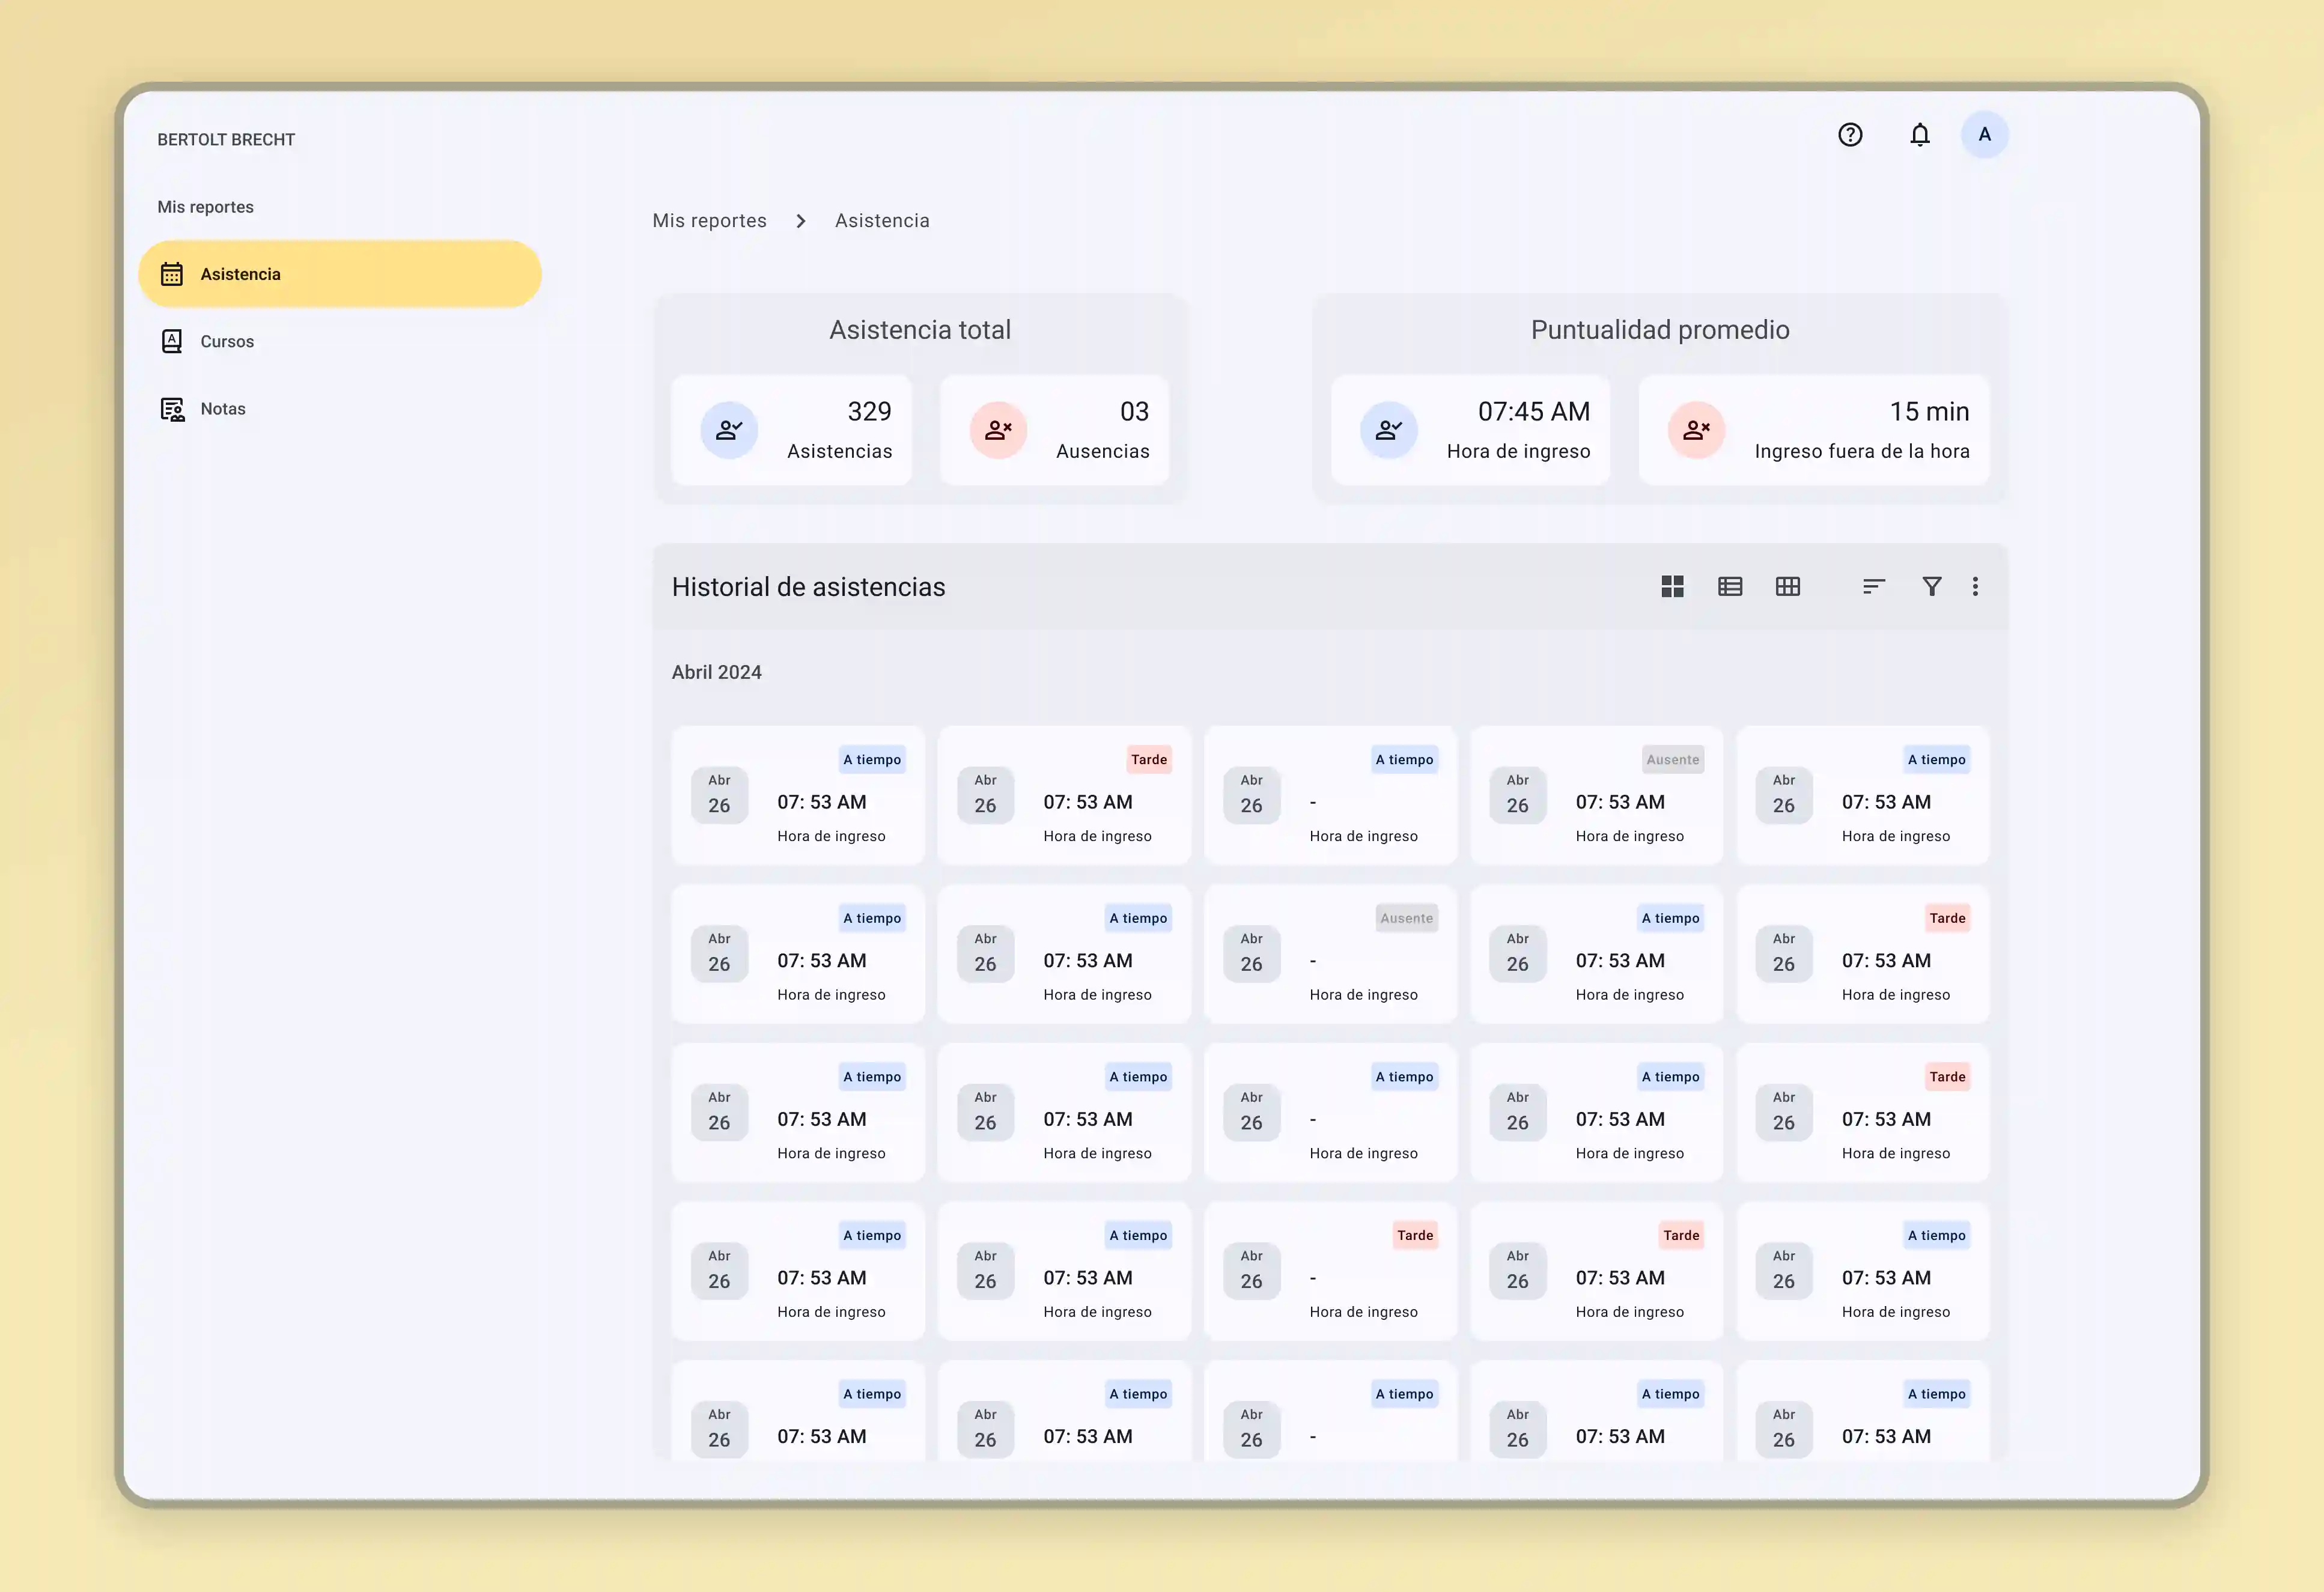 BERTOLT BRECHT
A
Mis reportes
Asistencia
Cursos
Notas
Mis reportes > Asistencia
Asistencia total
329
Asistencias
03
Ausencias
Puntualidad promedio
07:45 AM
Hora de ingreso
15 min
Ingreso fuera de la hora
Historial de asistencias
Abril 2024
Abr 26 A tiempo 07: 53 AM Hora de ingreso
Abr 26 Tarde 07: 53 AM Hora de ingreso
Abr 26 A tiempo - Hora de ingreso
Abr 26 Ausente 07: 53 AM Hora de ingreso
Abr 26 A tiempo 07: 53 AM Hora de ingreso
Abr 26 A tiempo 07: 53 AM Hora de ingreso
Abr 26 A tiempo 07: 53 AM Hora de ingreso
Abr 26 Ausente - Hora de ingreso
Abr 26 A tiempo 07: 53 AM Hora de ingreso
Abr 26 Tarde 07: 53 AM Hora de ingreso
Abr 26 A tiempo 07: 53 AM Hora de ingreso
Abr 26 A tiempo 07: 53 AM Hora de ingreso
Abr 26 A tiempo - Hora de ingreso
Abr 26 A tiempo 07: 53 AM Hora de ingreso
Abr 26 Tarde 07: 53 AM Hora de ingreso
Abr 26 A tiempo 07: 53 AM Hora de ingreso
Abr 26 A tiempo 07: 53 AM Hora de ingreso
Abr 26 Tarde - Hora de ingreso
Abr 26 Tarde 07: 53 AM Hora de ingreso
Abr 26 A tiempo 07: 53 AM Hora de ingreso
Abr 26 A tiempo 07: 53 AM
Abr 26 A tiempo 07: 53 AM
Abr 26 A tiempo -
Abr 26 A tiempo 07: 53 AM
Abr 26 A tiempo 07: 53 AM